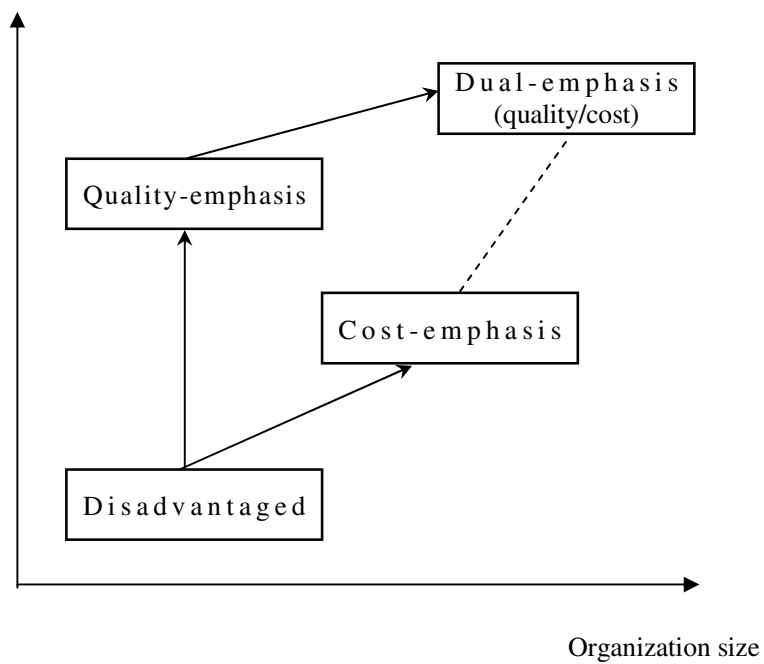 Dual-emphasis
(quality/cost)
Quality-emphasis
Cost-emphasis
Disadvantaged
Organization size